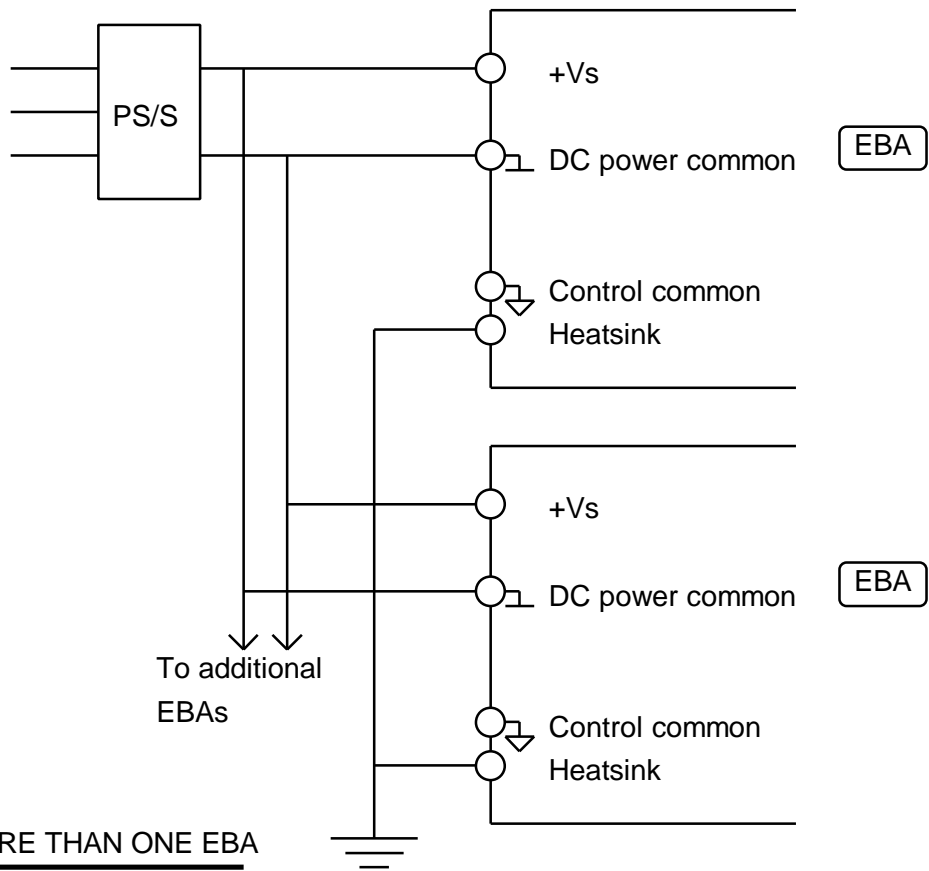 PS/S
+Vs
DC power common
EBA
Control common
Heatsink
+Vs
DC power common
EBA
To additional
EBAs
Control common
Heatsink
RE THAN ONE EBA